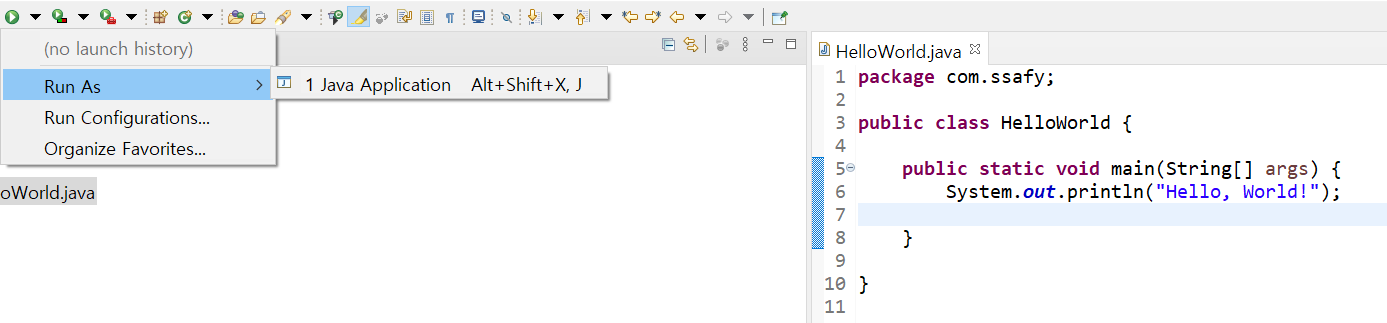 (no launch history)
Run As
1 Java Application Alt+Shift+X, J
Run Configurations...
Organize Favorites...
oWorld.java
HelloWorld.java
1 package com.ssafy;
2
3 public class HelloWorld {
4
5 public static void main(String[] args) {
6 System.out.println("Hello, World!");
7
8 }
9
10 }
11